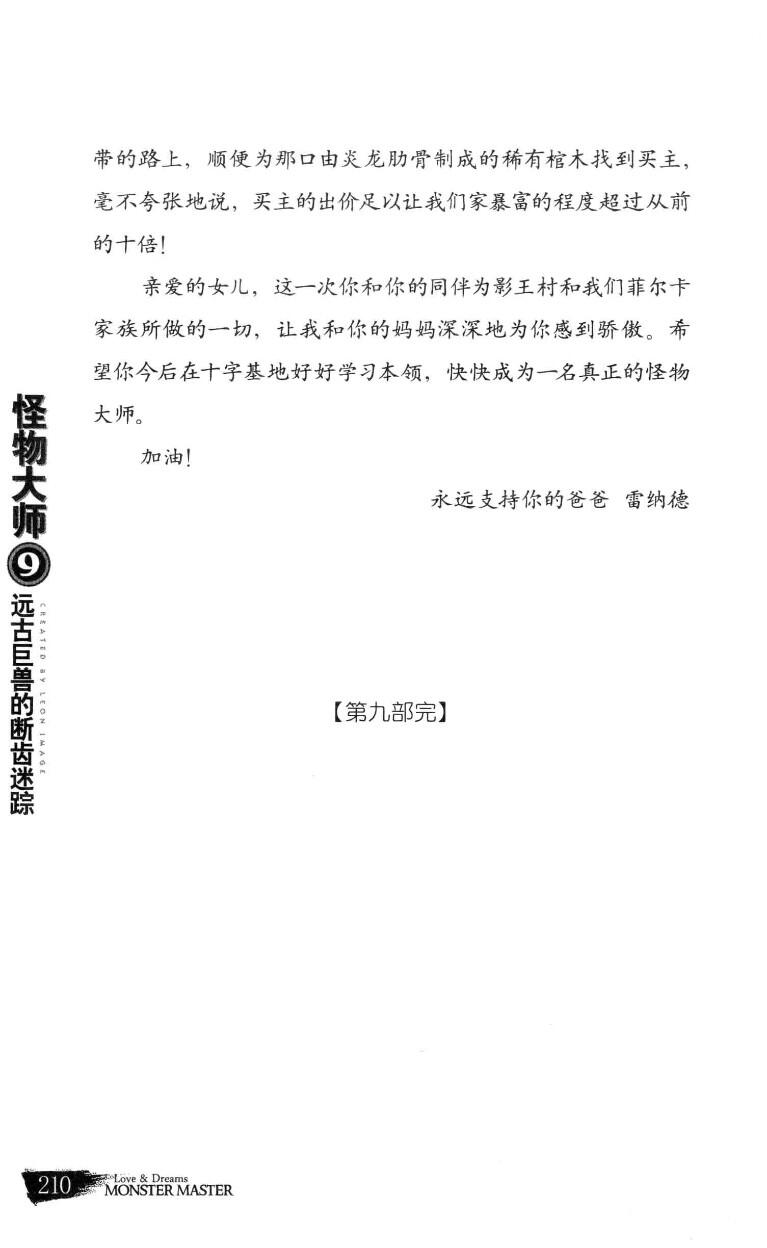 带的路上，顺便为那口由炎龙肋骨制成的稀有棺木找到买主，
毫不夸张地说，买主的出价足以让我们家暴富的程度超过从前
的十倍！
亲爱的女儿，这一次你和你的同伴为影王村和我们菲尔卡
家族所做的一切，让我和你的妈妈深深地为你感到骄傲。希
望你今后在十字基地好好学习本领，快快成为一名真正的怪物
大师。
加油！
永远支持你的爸爸 雷纳德
【第九部完】
怪物大师
9
远古巨兽的断齿迷踪
CREATED BY LEON IMAGE
210
Love & Dreams
MONSTER MASTER